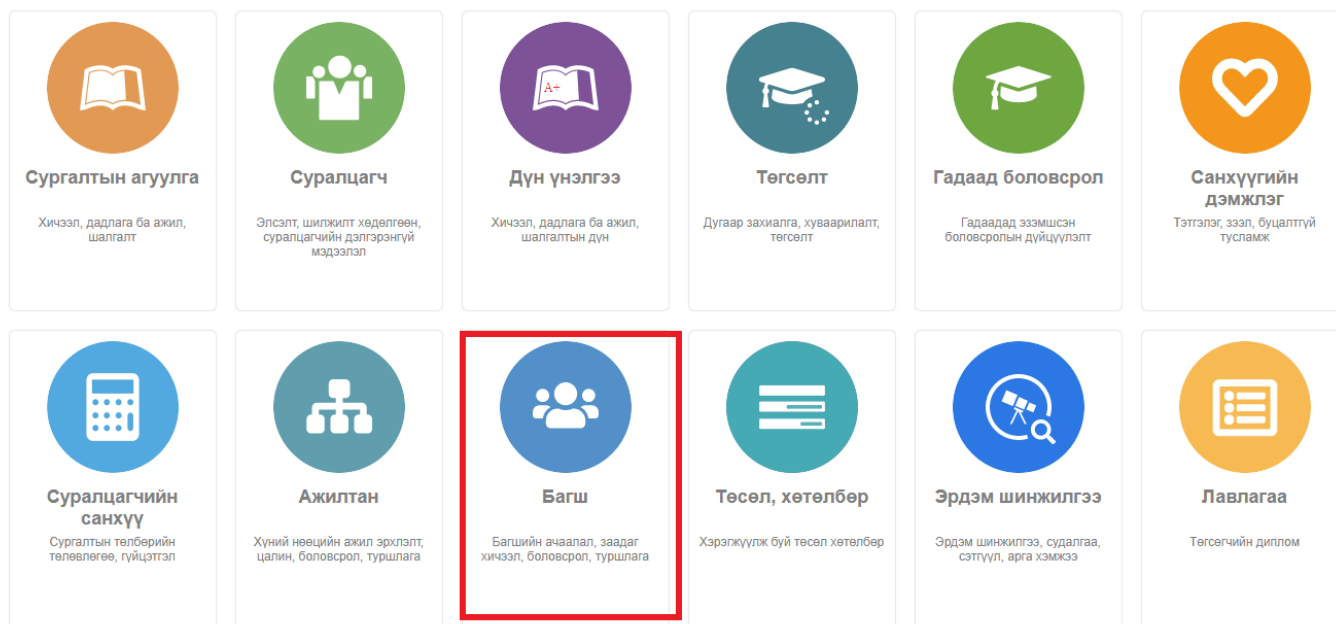 A+
Сургалтын агуулга
Хичээл, дадлага ба ажил,
шалгалт
Суралцагч
Элсэлт, шилжилт хөдөлгөөн,
суралцагчийн дэлгэрэнгүй
мэдээлэл
Дүн үнэлгээ
Хичээл, дадлага ба ажил,
шалгалтын дүн
Төгсөлт
Дугаар захиалга, хуваарилалт,
төгсөлт
Гадаад боловсрол
Гадаадад эзэмшсэн
боловсролын дүйцүүлэлт
Санхүүгийн
дэмжлэг
Тэтгэлэг, зээл, буцалтгүй
тусламж
Суралцагчийн
санхүү
Сургалтын төлбөрийн
төлөвлөгөө, гүйцэтгэл
Ажилтан
Хүний нөөцийн ажил эрхлэлт,
цалин, боловсрол, туршлага
Багш
Багшийн ачаалал, заадаг
хичээл, боловсрол, туршлага
Төсөл, хөтөлбөр
Хэрэгжүүлж буй төсөл хөтөлбөр
Эрдэм шинжилгээ
Эрдэм шинжилгээ, судалгаа,
сэтгүүл, арга хэмжээ
Лавлагаа
Төгсөгчийн диплом